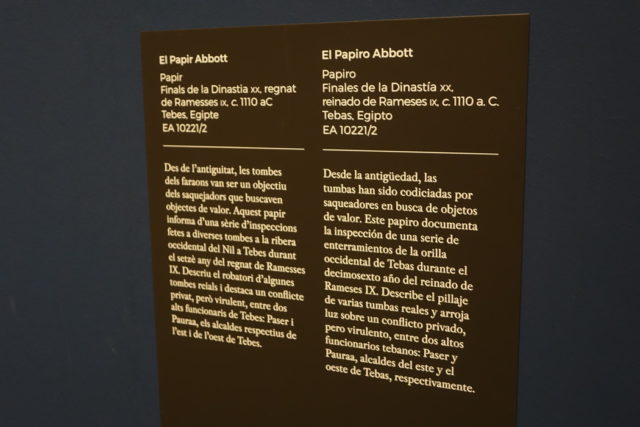 El Papir Abbott
Papir
Finals de la Dinastia XX, regnat
de Ramesses IX, c. 1110 aC
Tebes, Egipte
EA 10221/2
Des de l'antiguitat, les tombes
dels faraons van ser un objectiu
dels saquejadors que buscaven
objectes de valor. Aquest papir
informa d'una sèrie d'inspeccions
fetes a diverses tombes a la ribera
occidental del Nil a Tebes durant
el setzè any del regnat de Ramesses
IX. Descriu el robatori d'algunes
tombes reials i destaca un conflicte
privat, però virulent, entre dos
alts funcionaris de Tebes: Paser i
Pauraa, els alcaldes respectius de
l'est i de l'oest de Tebes.
El Papiro Abbott
Papiro
Finales de la Dinastía XX,
reinado de Rameses IX, c. 1110 a. C.
Tebas, Egipto
EA 10221/2
Desde la antigüedad, las
tumbas han sido codiciadas por
saqueadores en busca de objetos
de valor. Este papiro documenta
la inspección de una serie de
enterramientos de la orilla
occidental de Tebas durante el
decimosexto año del reinado de
Rameses IX. Describe el pillaje
de varias tumbas reales y arroja
luz sobre un conflicto privado,
pero virulento, entre dos altos
funcionarios tebanos: Paser y
Pauraa, alcaldes del este y el
oeste de Tebas, respectivamente.